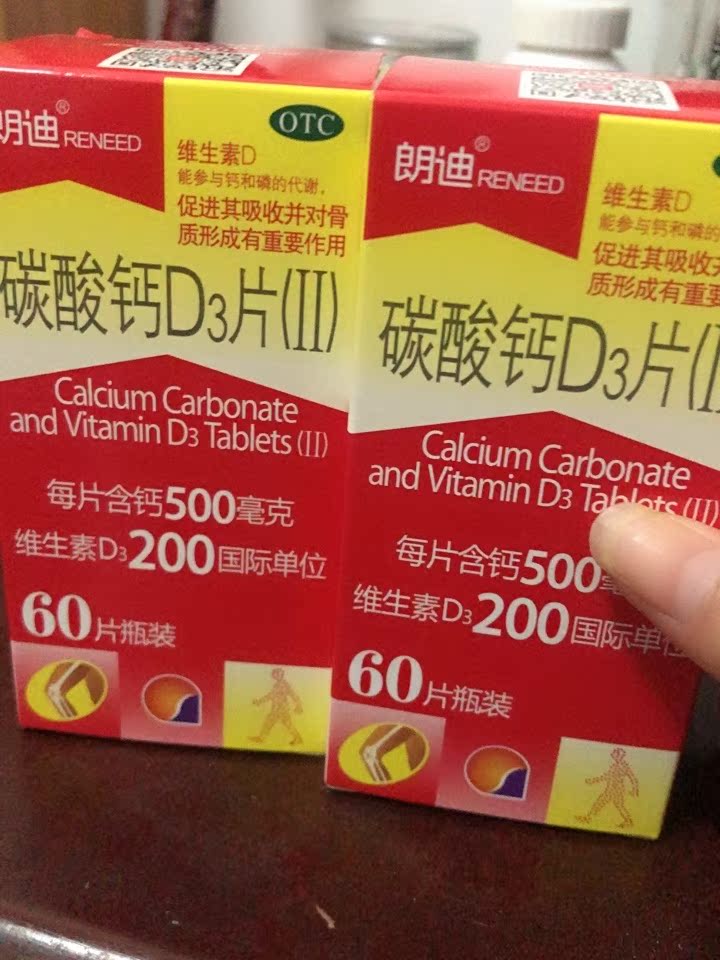 朗迪® RENEED
OTC
维生素D
能参与钙和磷的代谢，
促进其吸收并对骨
质形成有重要作用
碳酸钙D3片(II)
Calcium Carbonate
and Vitamin D3 Tablets (II)
每片含钙500毫克
维生素D3 200国际单位
60片瓶装
朗迪® RENEED
维生素D
能参与钙和磷的
促进其吸收并
质形成有重要
碳酸钙D3片(I
Calcium Carbonate
and Vitamin D3 Tablets (II)
每片含钙500毫
维生素D3 200国际单位
60片瓶装